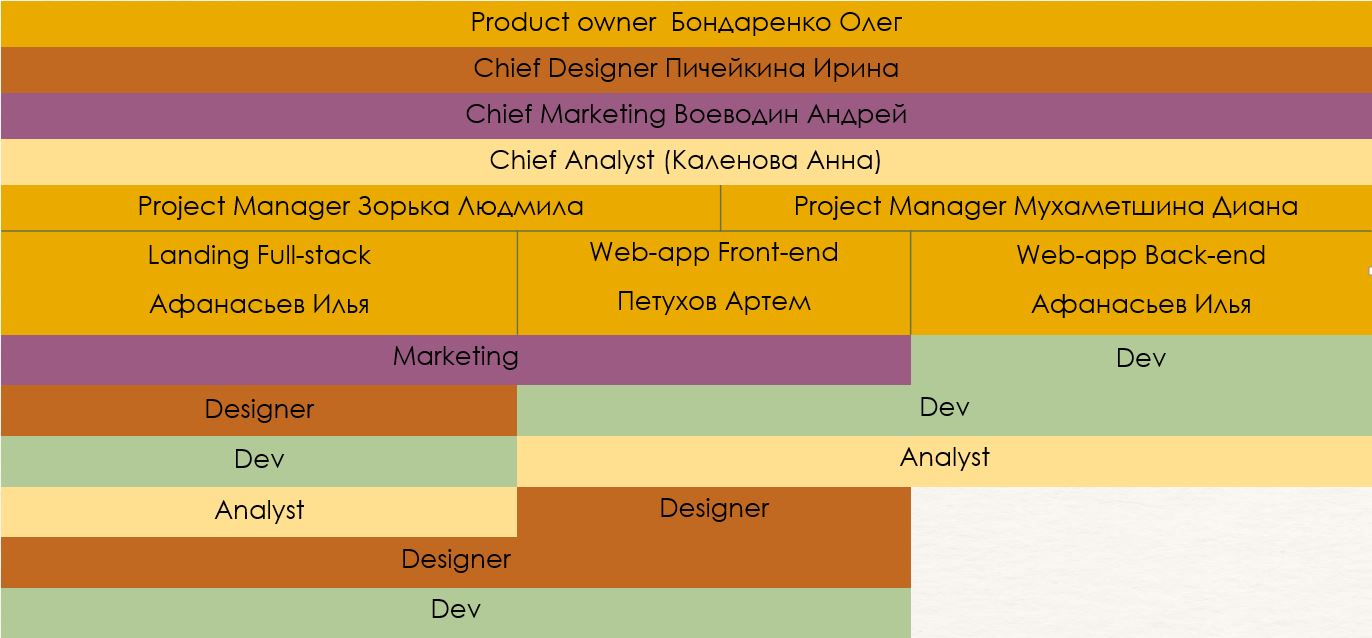 Product owner Бондаренко Олег
Chief Designer Пичейкина Ирина
Chief Marketing Воеводин Андрей
Chief Analyst (Каленова Анна)
Project Manager Зорька Людмила
Project Manager Мухаметшина Диана
Landing Full-stack
Афанасьев Илья
Web-app Front-end
Петухов Артем
Web-app Back-end
Афанасьев Илья
Marketing
Dev
Designer
Dev
Dev
Analyst
Analyst
Designer
Designer
Dev